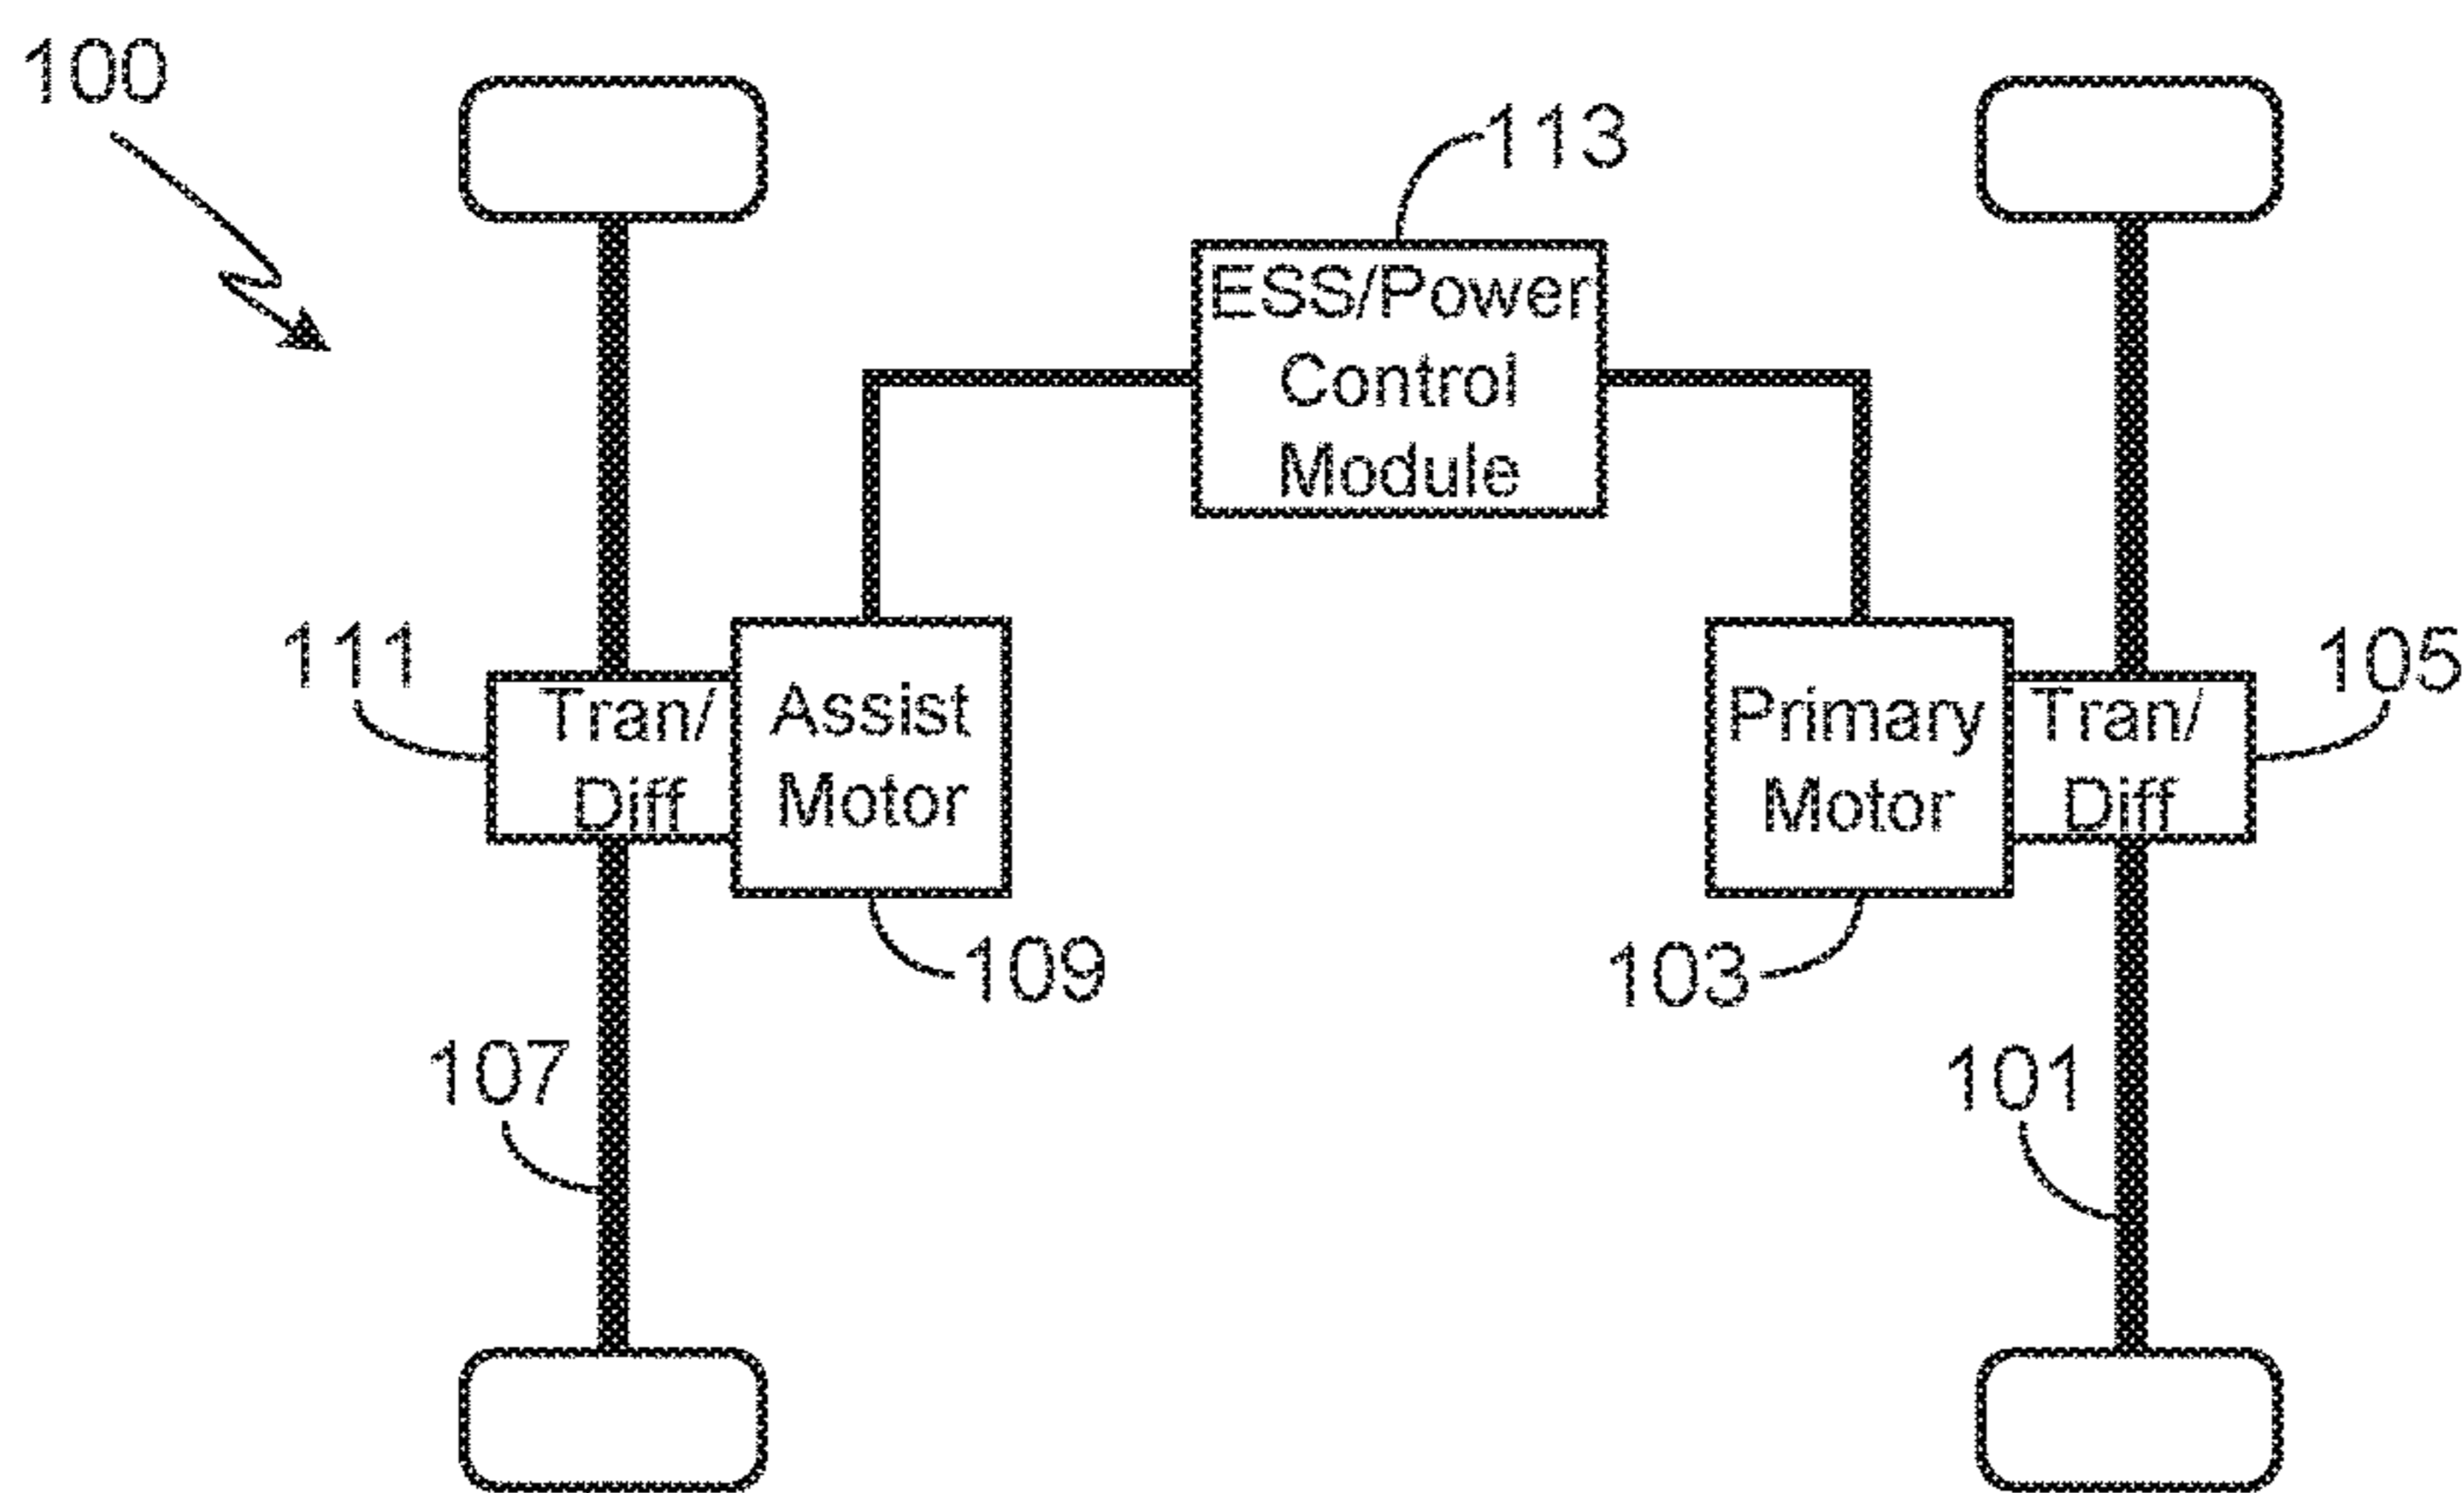 100
113
ESS/Power
Control
Module
111
Tran/
Diff
Assist
Motor
Primary
Motor
Tran/
Diff
105
109
103
107
101